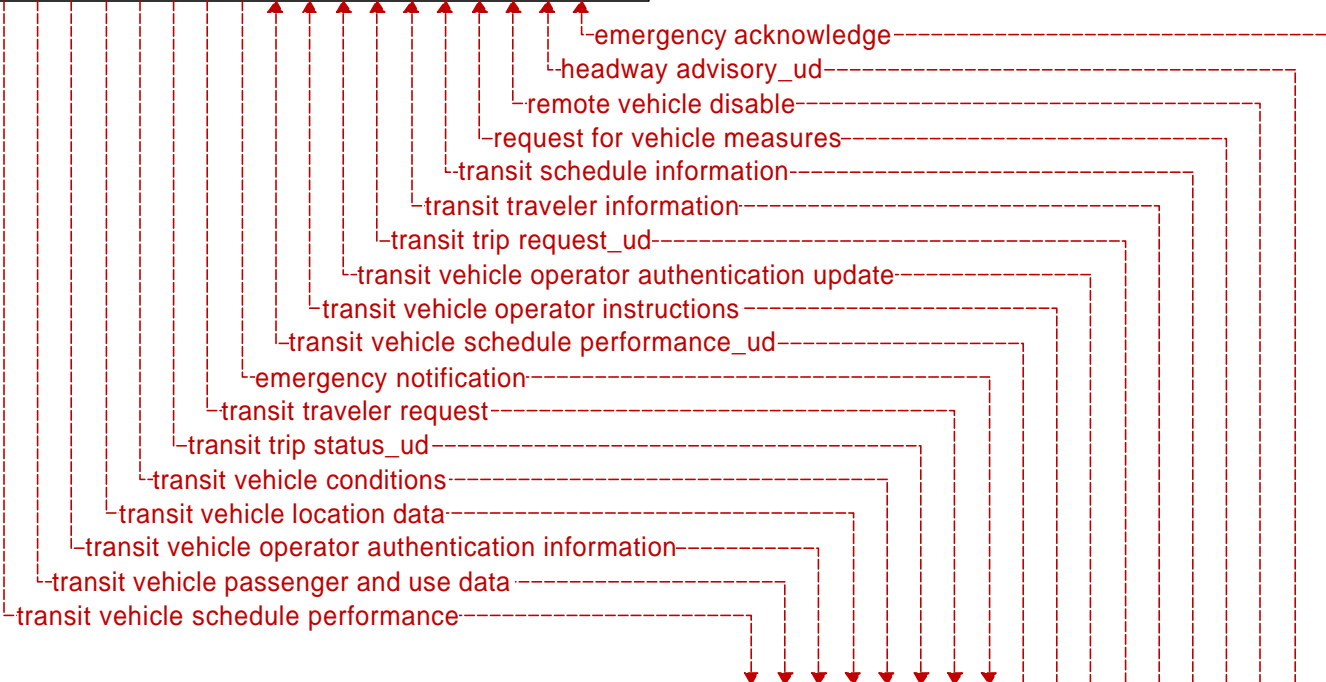 emergency acknowledge
headway advisory_ud
remote vehicle disable
request for vehicle measures
transit schedule information
transit traveler information
transit trip request_ud
transit vehicle operator authentication update
transit vehicle operator instructions
transit vehicle schedule performance_ud
emergency notification
transit traveler request
transit trip status_ud
transit vehicle conditions
transit vehicle location data
transit vehicle operator authentication information
transit vehicle passenger and use data
transit vehicle schedule performance